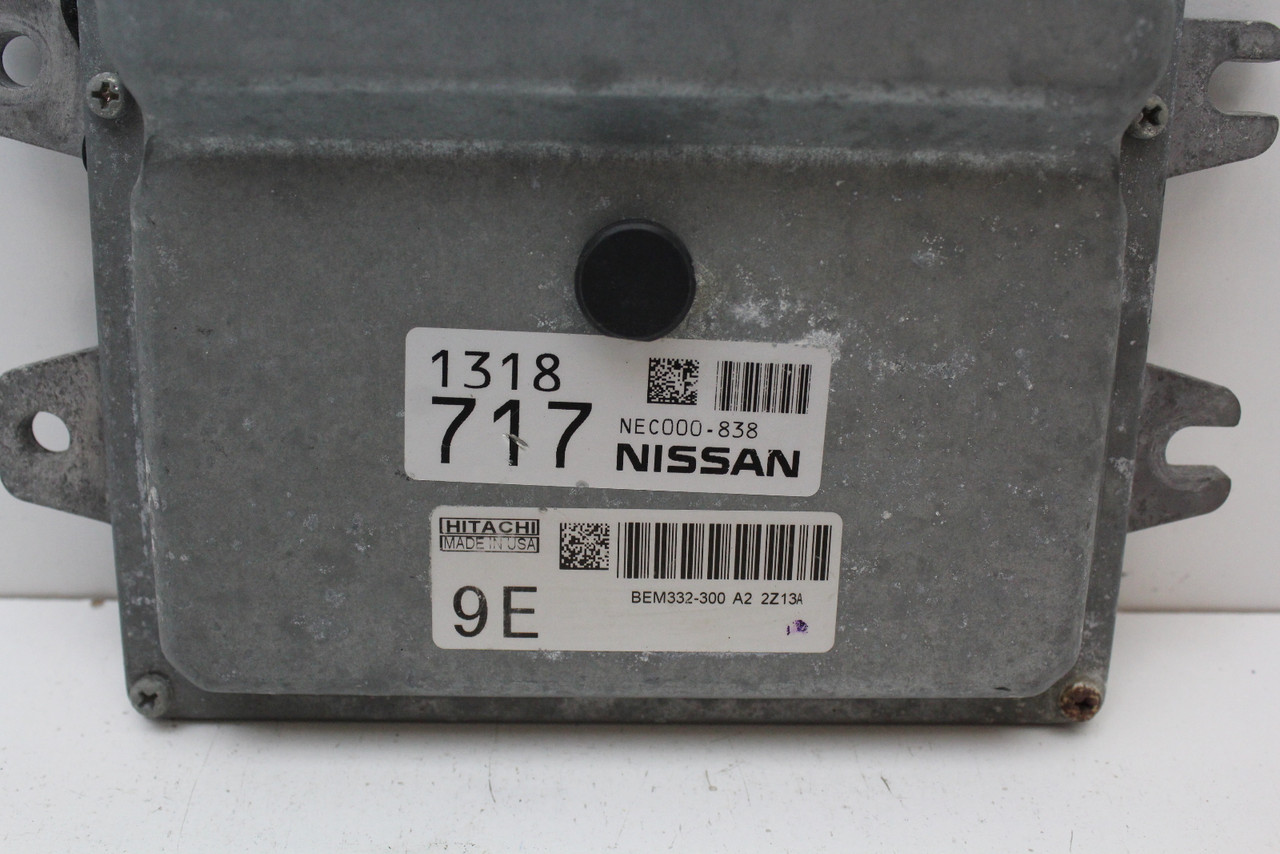 1318
717
NEC000-838
NISSAN
HITACHI
MADE IN USA
9E
BEM332-300 A2 2Z13A